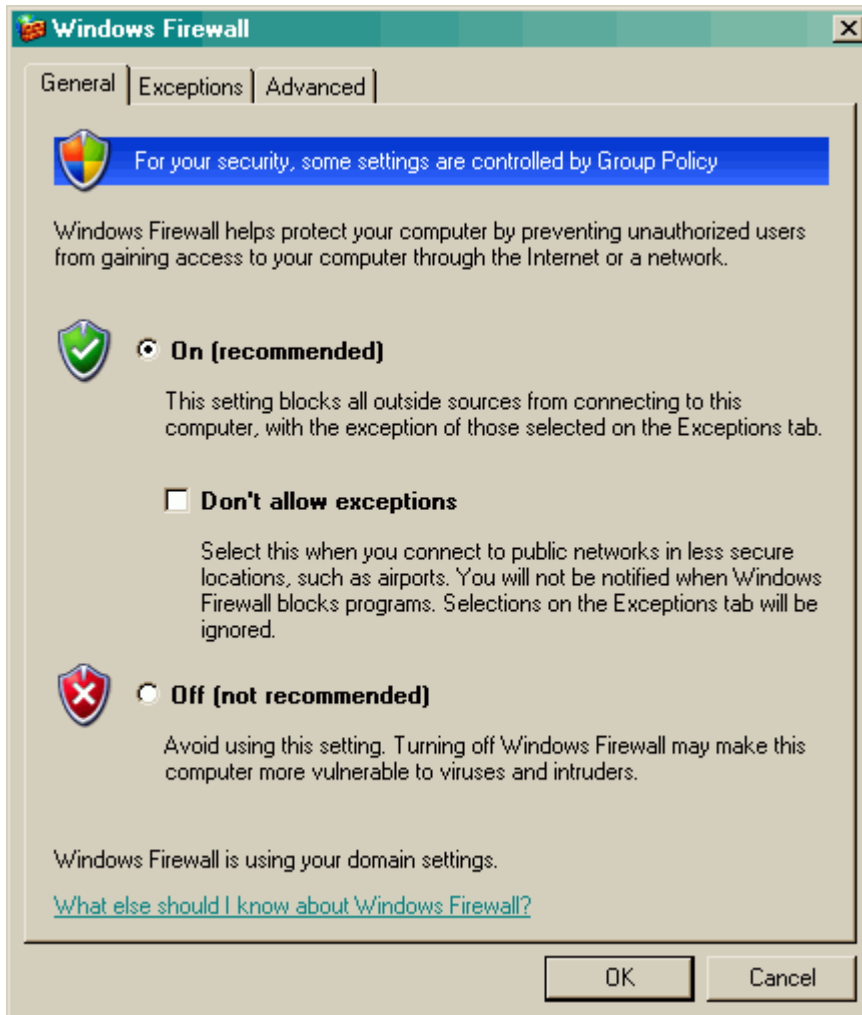 Windows Firewall
General
Exceptions
Advanced
For your security, some settings are controlled by Group Policy
Windows Firewall helps protect your computer by preventing unauthorized users
from gaining access to your computer through the Internet or a network.
On (recommended)
This setting blocks all outside sources from connecting to this
computer, with the exception of those selected on the Exceptions tab.
Don't allow exceptions
Select this when you connect to public networks in less secure
locations, such as airports. You will not be notified when Windows
Firewall blocks programs. Selections on the Exceptions tab will be
ignored.
Off (not recommended)
Avoid using this setting. Turning off Windows Firewall may make this
computer more vulnerable to viruses and intruders.
Windows Firewall is using your domain settings.
What else should I know about Windows Firewall?
OK
Cancel